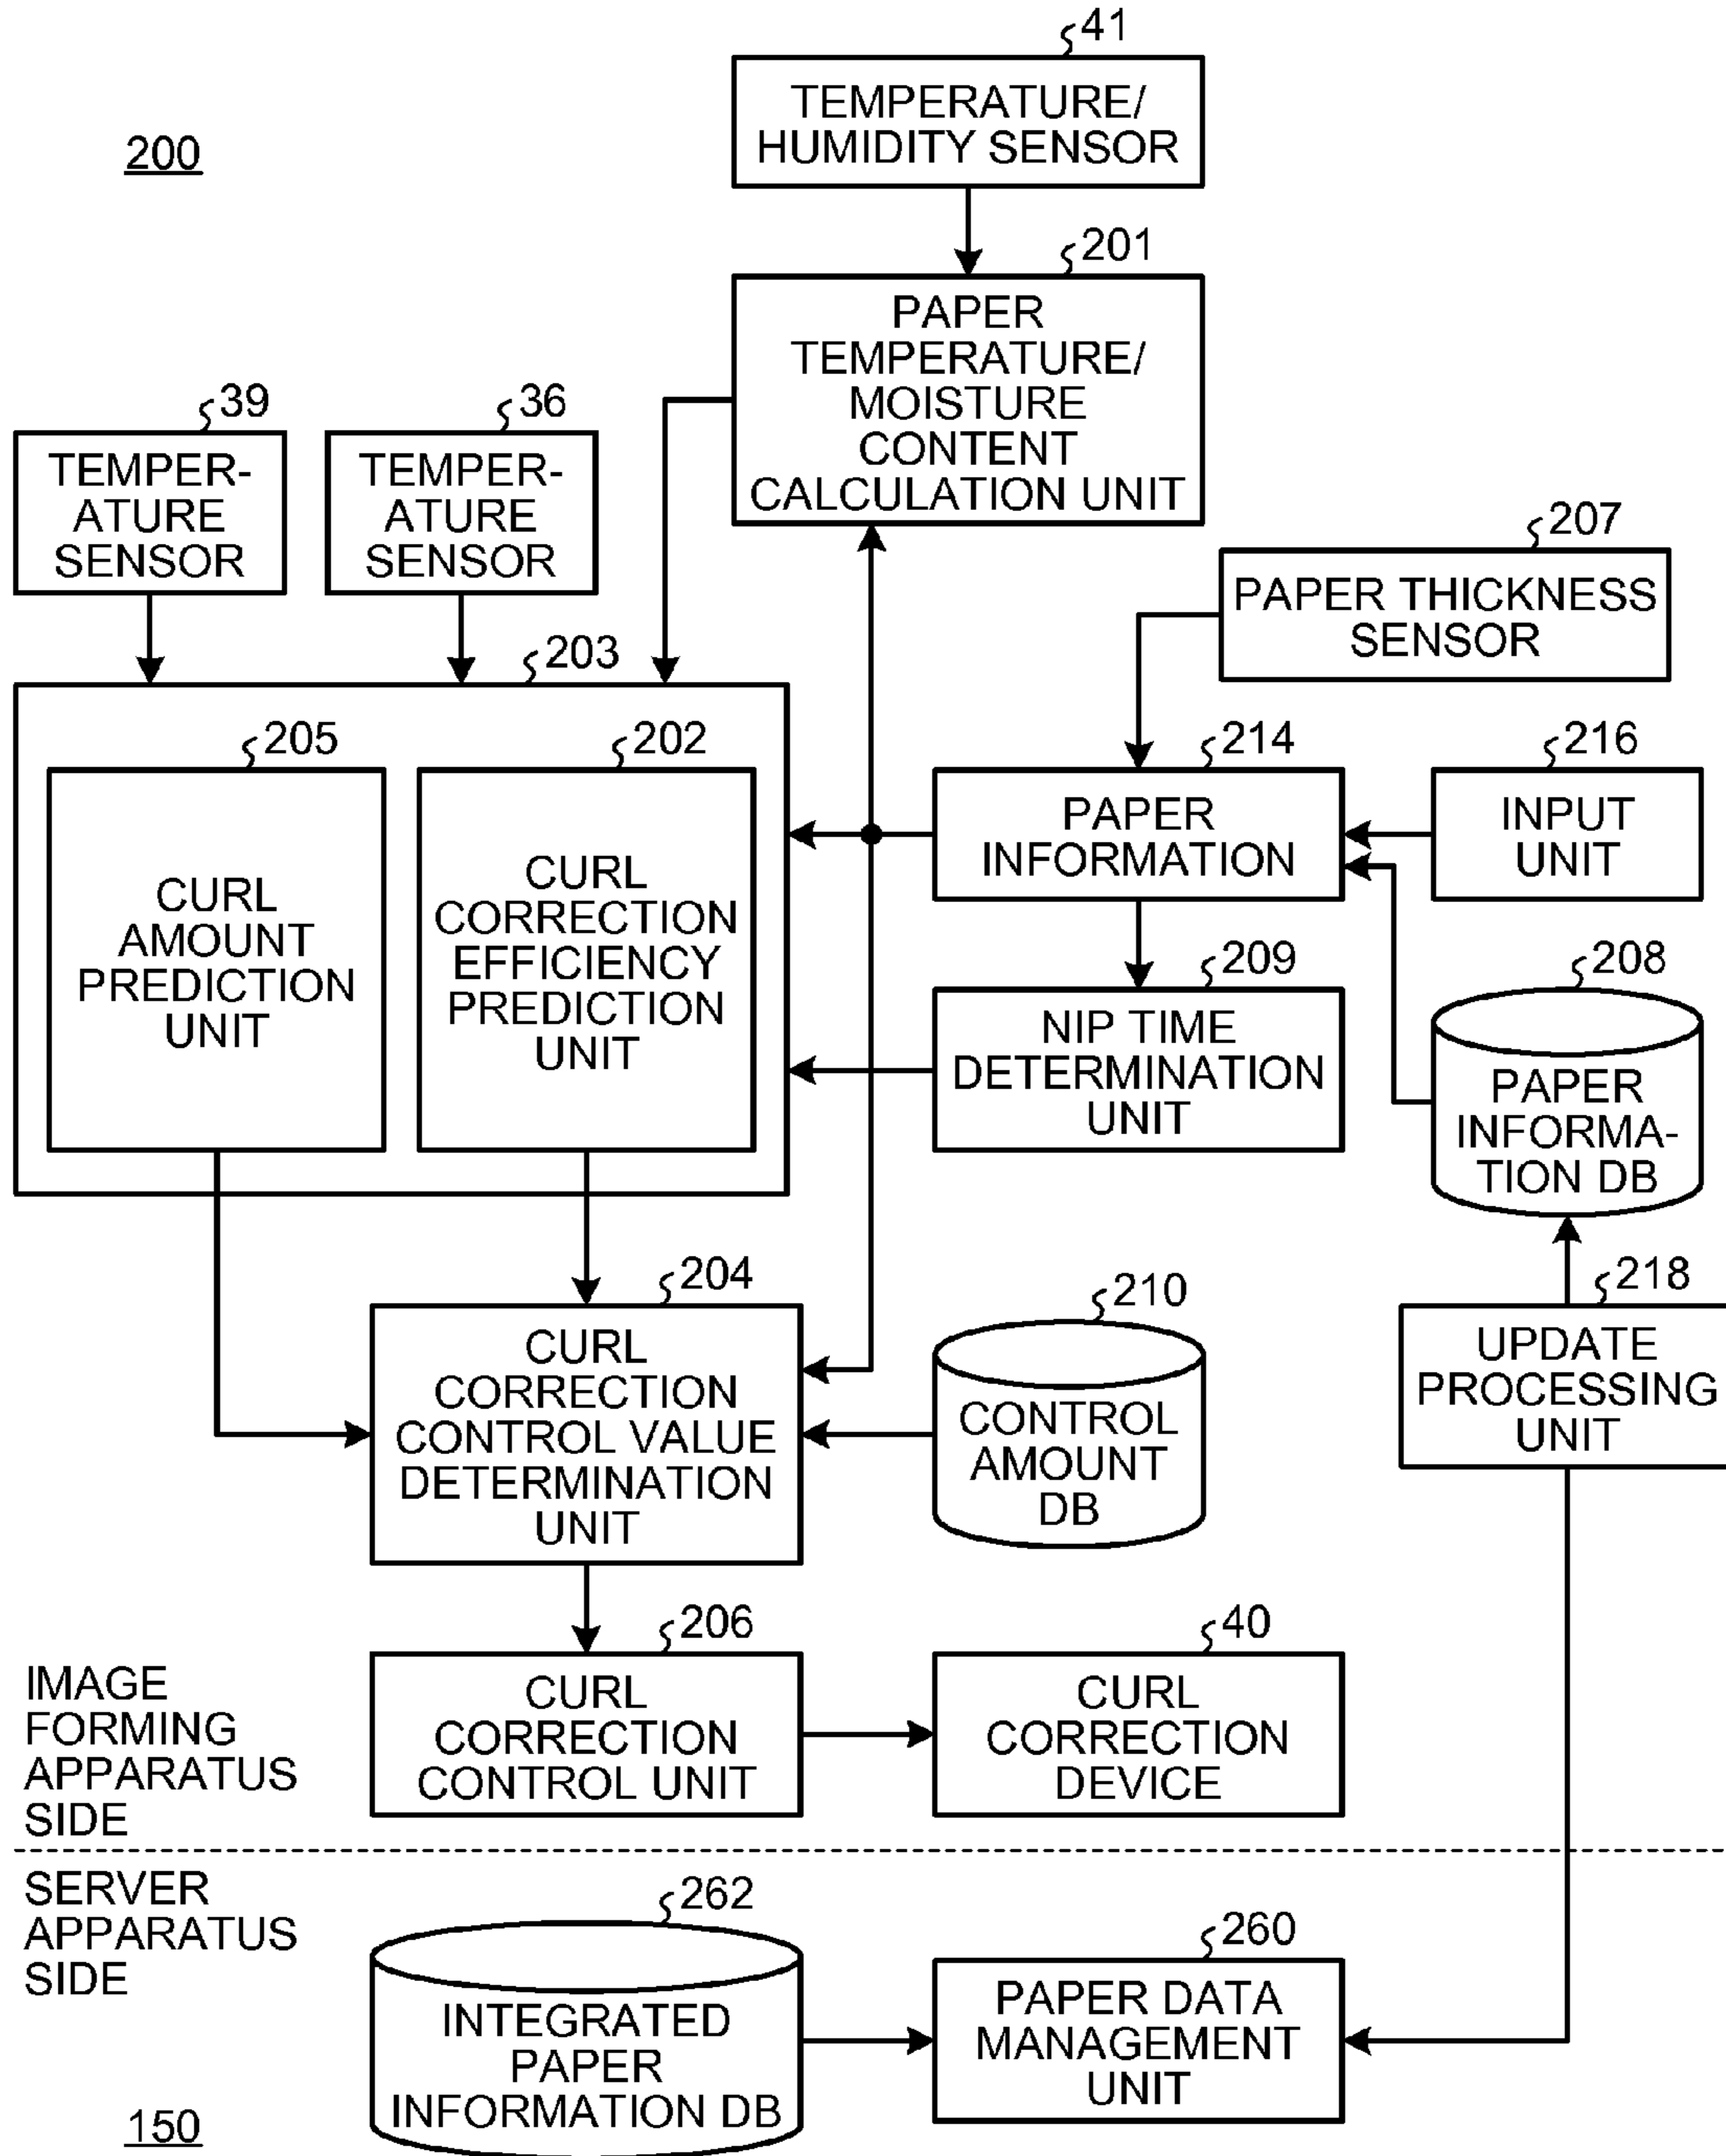 41
TEMPERATURE/
HUMIDITY SENSOR
200
201
PAPER
TEMPERATURE/
MOISTURE
CONTENT
CALCULATION UNIT
39
TEMPER-
ATURE
SENSOR
36
TEMPER-
ATURE
SENSOR
207
PAPER THICKNESS
SENSOR
203
205
CURL
AMOUNT
PREDICTION
UNIT
202
CURL
CORRECTION
EFFICIENCY
PREDICTION
UNIT
214
PAPER
INFORMATION
216
INPUT
UNIT
209
NIP TIME
DETERMINATION
UNIT
208
PAPER
INFORMA-
TION DB
204
CURL
CORRECTION
CONTROL VALUE
DETERMINATION
UNIT
210
CONTROL
AMOUNT
DB
218
UPDATE
PROCESSING
UNIT
206
CURL
CORRECTION
CONTROL UNIT
40
CURL
CORRECTION
DEVICE
IMAGE
FORMING
APPARATUS
SIDE
SERVER
APPARATUS
SIDE
262
INTEGRATED
PAPER
INFORMATION DB
260
PAPER DATA
MANAGEMENT
UNIT
150